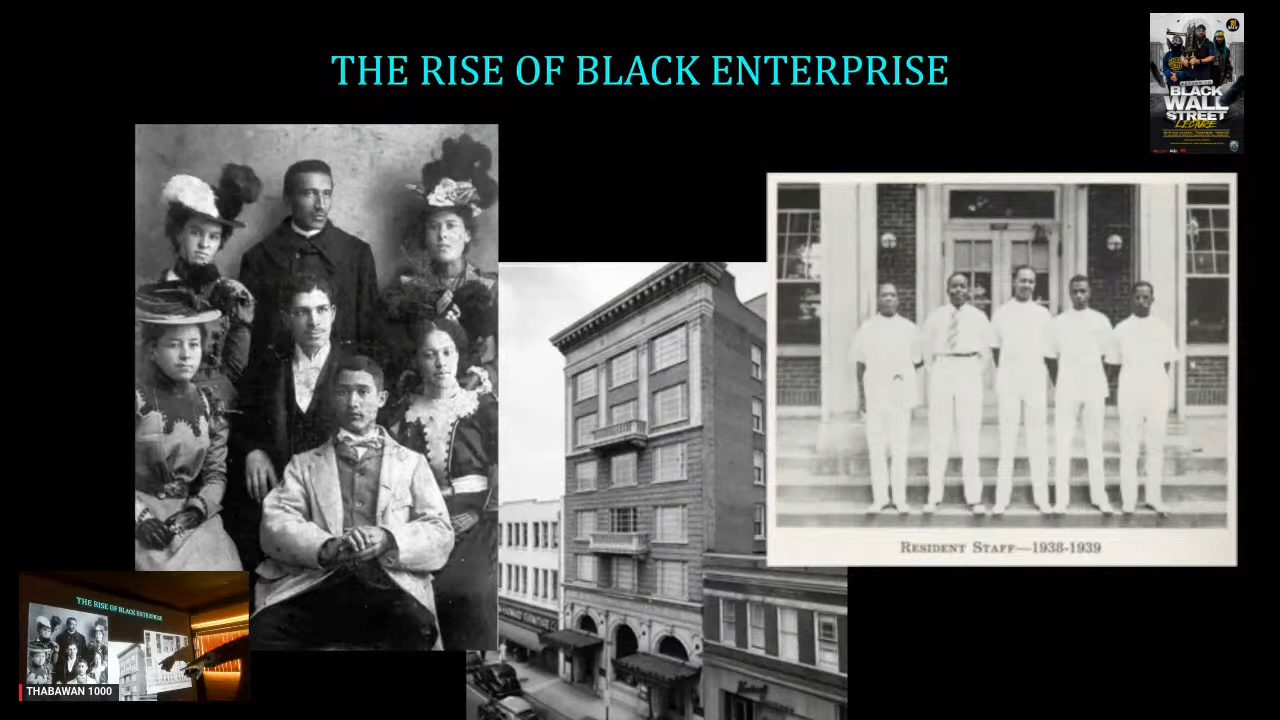 THE RISE OF BLACK ENTERPRISE
BLACK
WALL
STREET
LECTURE
RESIDENT STAFF—1938-1939
THE RISE OF BLACK ENTERPRISE
THABAWAN 1000